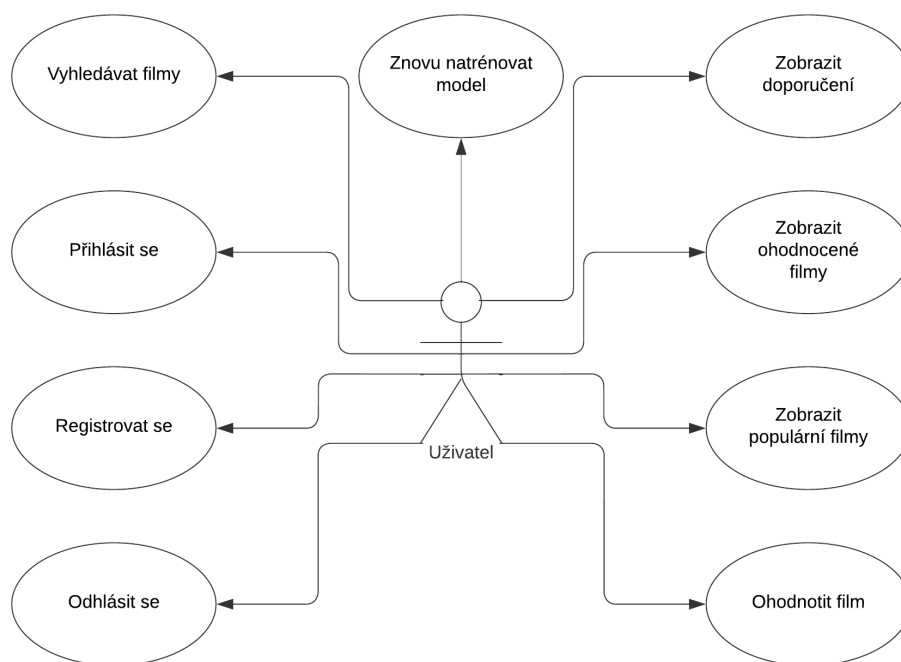 Vyhledávat filmy
Znovu natrénovat
model
Zobrazit
doporučení
Přihlásit se
Zobrazit
ohodnocené
filmy
Registrovat se
Zobrazit
populární filmy
Uživatel
Odhlásit se
Ohodnotit film